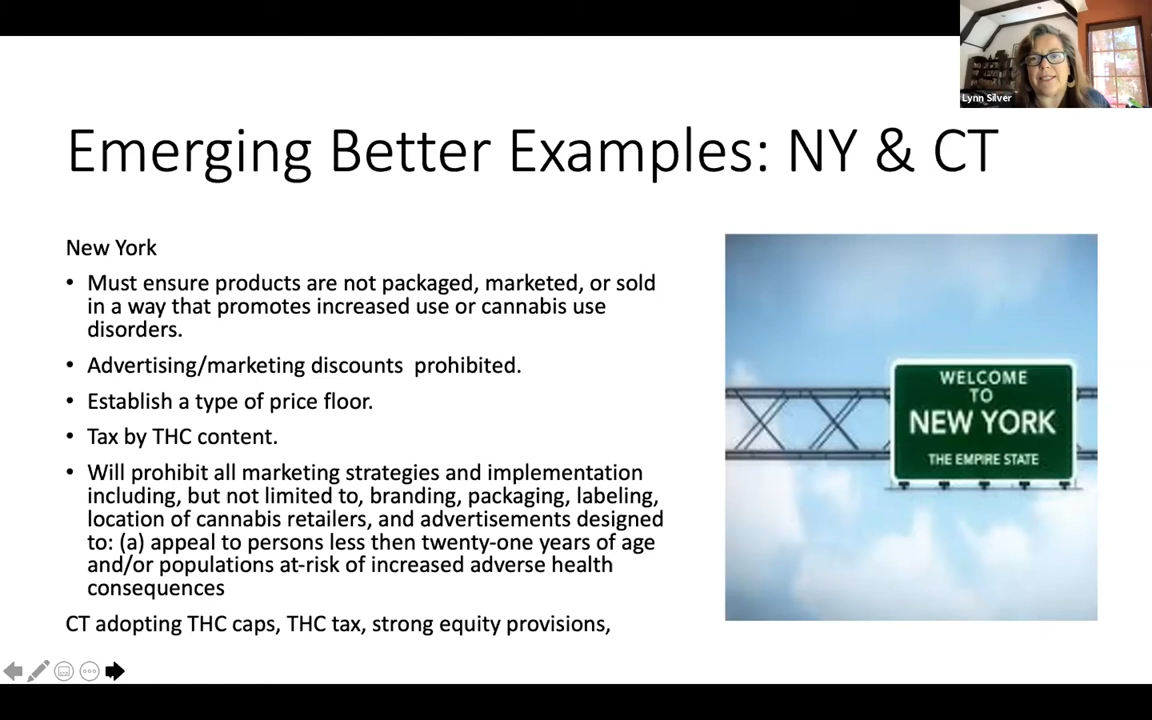 Lynn Silver
Emerging Better Examples: NY & CT
New York
• Must ensure products are not packaged, marketed, or sold
in a way that promotes increased use or cannabis use
disorders.
• Advertising/marketing discounts  prohibited.
• Establish a type of price floor.
• Tax by THC content.
• Will prohibit all marketing strategies and implementation
including, but not limited to, branding, packaging, labeling,
location of cannabis retailers, and advertisements designed
to: (a) appeal to persons less then twenty-one years of age
and/or populations at-risk of increased adverse health
consequences
CT adopting THC caps, THC tax, strong equity provisions,
WELCOME
TO
NEW YORK
THE EMPIRE STATE